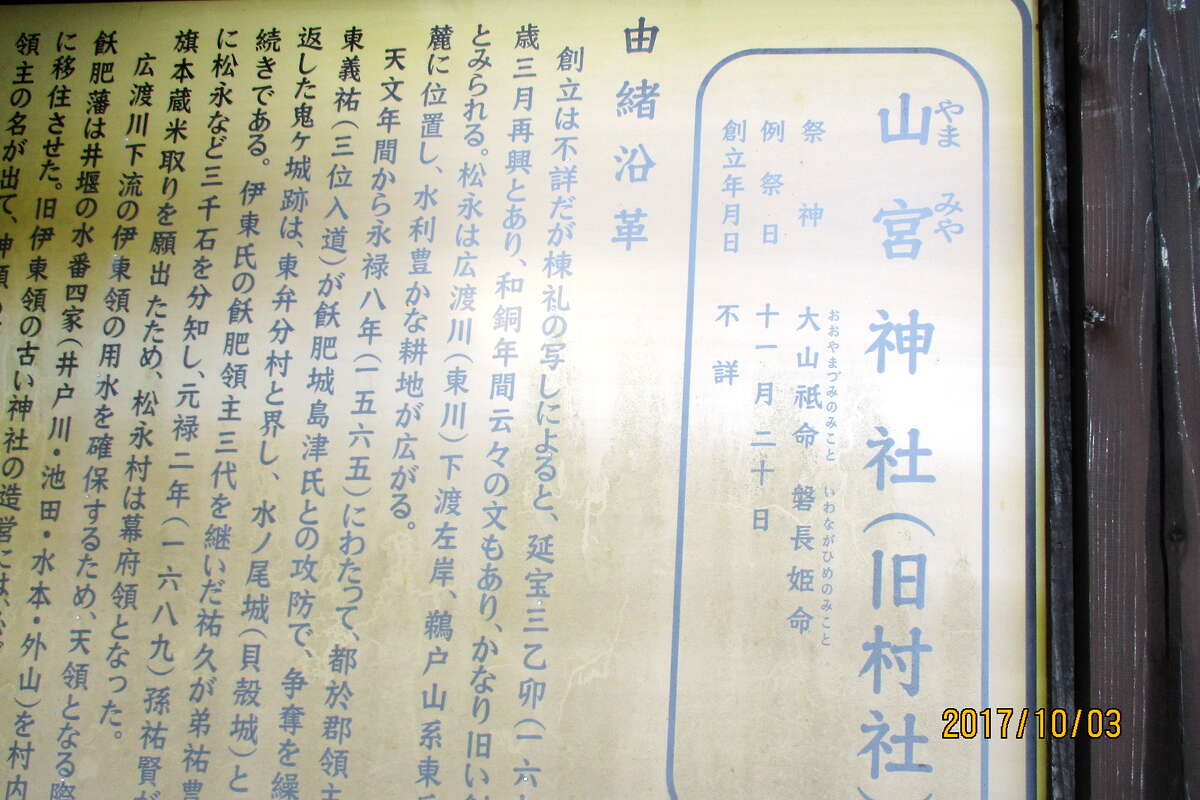 山宮神社(旧村社)
やま みや
祭神 大山祇命 磐長姫命
おおやまづみのみこと いわながひめのみこと
例祭日 十一月二十日
創立年月日 不詳
由緒沿革
創立は不詳だが棟礼の写しによると、延宝三乙卯(一六
歳三月再興とあり、和銅年間云々の文もあり、かなり旧い
とみられる。松永は広渡川(東川)下渡左岸、鵜戸山系東
麓に位置し、水利豊かな耕地が広がる。
天文年間から永禄八年(一五六五)にわたって、都於郡領主
東義祐(三位入道)が飫肥城島津氏との攻防で、争奪を繰
返した鬼ヶ城跡は、東弁分村と界し、水ノ尾城(貝殻城)と
続きである。伊東氏の飫肥領主三代を継いだ祐久が弟祐豊
に松永など三千石を分知し、元禄二年(一六八九)孫祐賢が
旗本蔵米取りを願出たため、松永村は幕府領となった。
広渡川下流の伊東領の用水を確保するため、天領となる際
飫肥藩は井堰の水番四家(井戸川・池田・水本・外山)を村内
に移住させた。旧伊東領の古い神社の造営には、
領主の名が出て、神領
2017/10/03